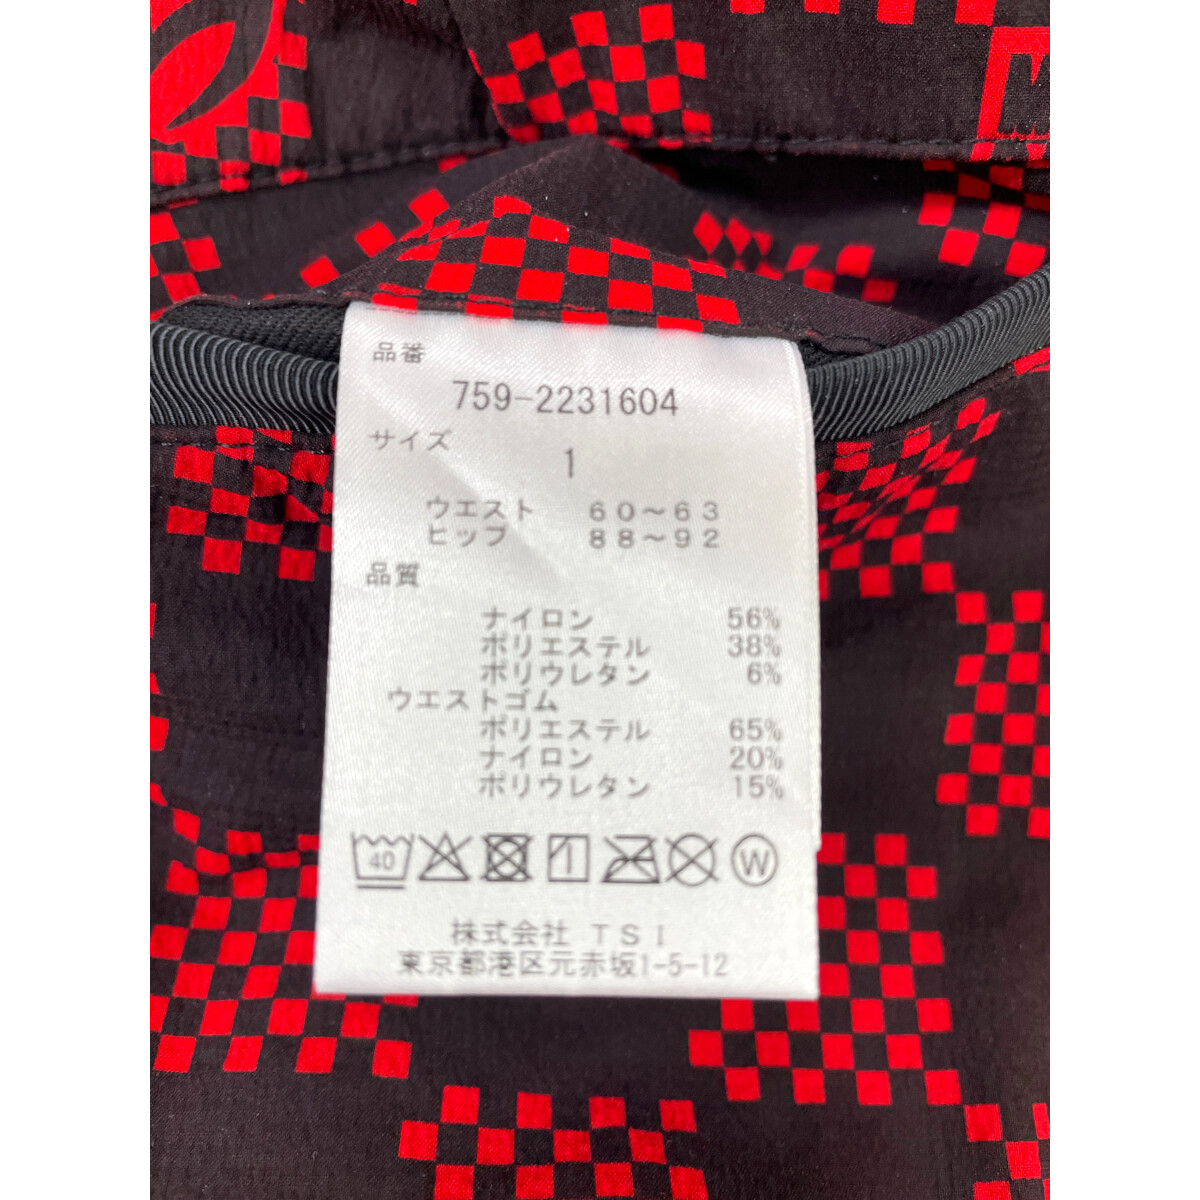 品番
759-2231604
サイズ
1
ウエスト 60～63
ヒップ 88～92
品質
ナイロン 56%
ポリエステル 38%
ポリウレタン 6%
ウエストゴム
ポリエステル 65%
ナイロン 20%
ポリウレタン 15%
40 W
株式会社 TSI
東京都港区元赤坂1-5-12